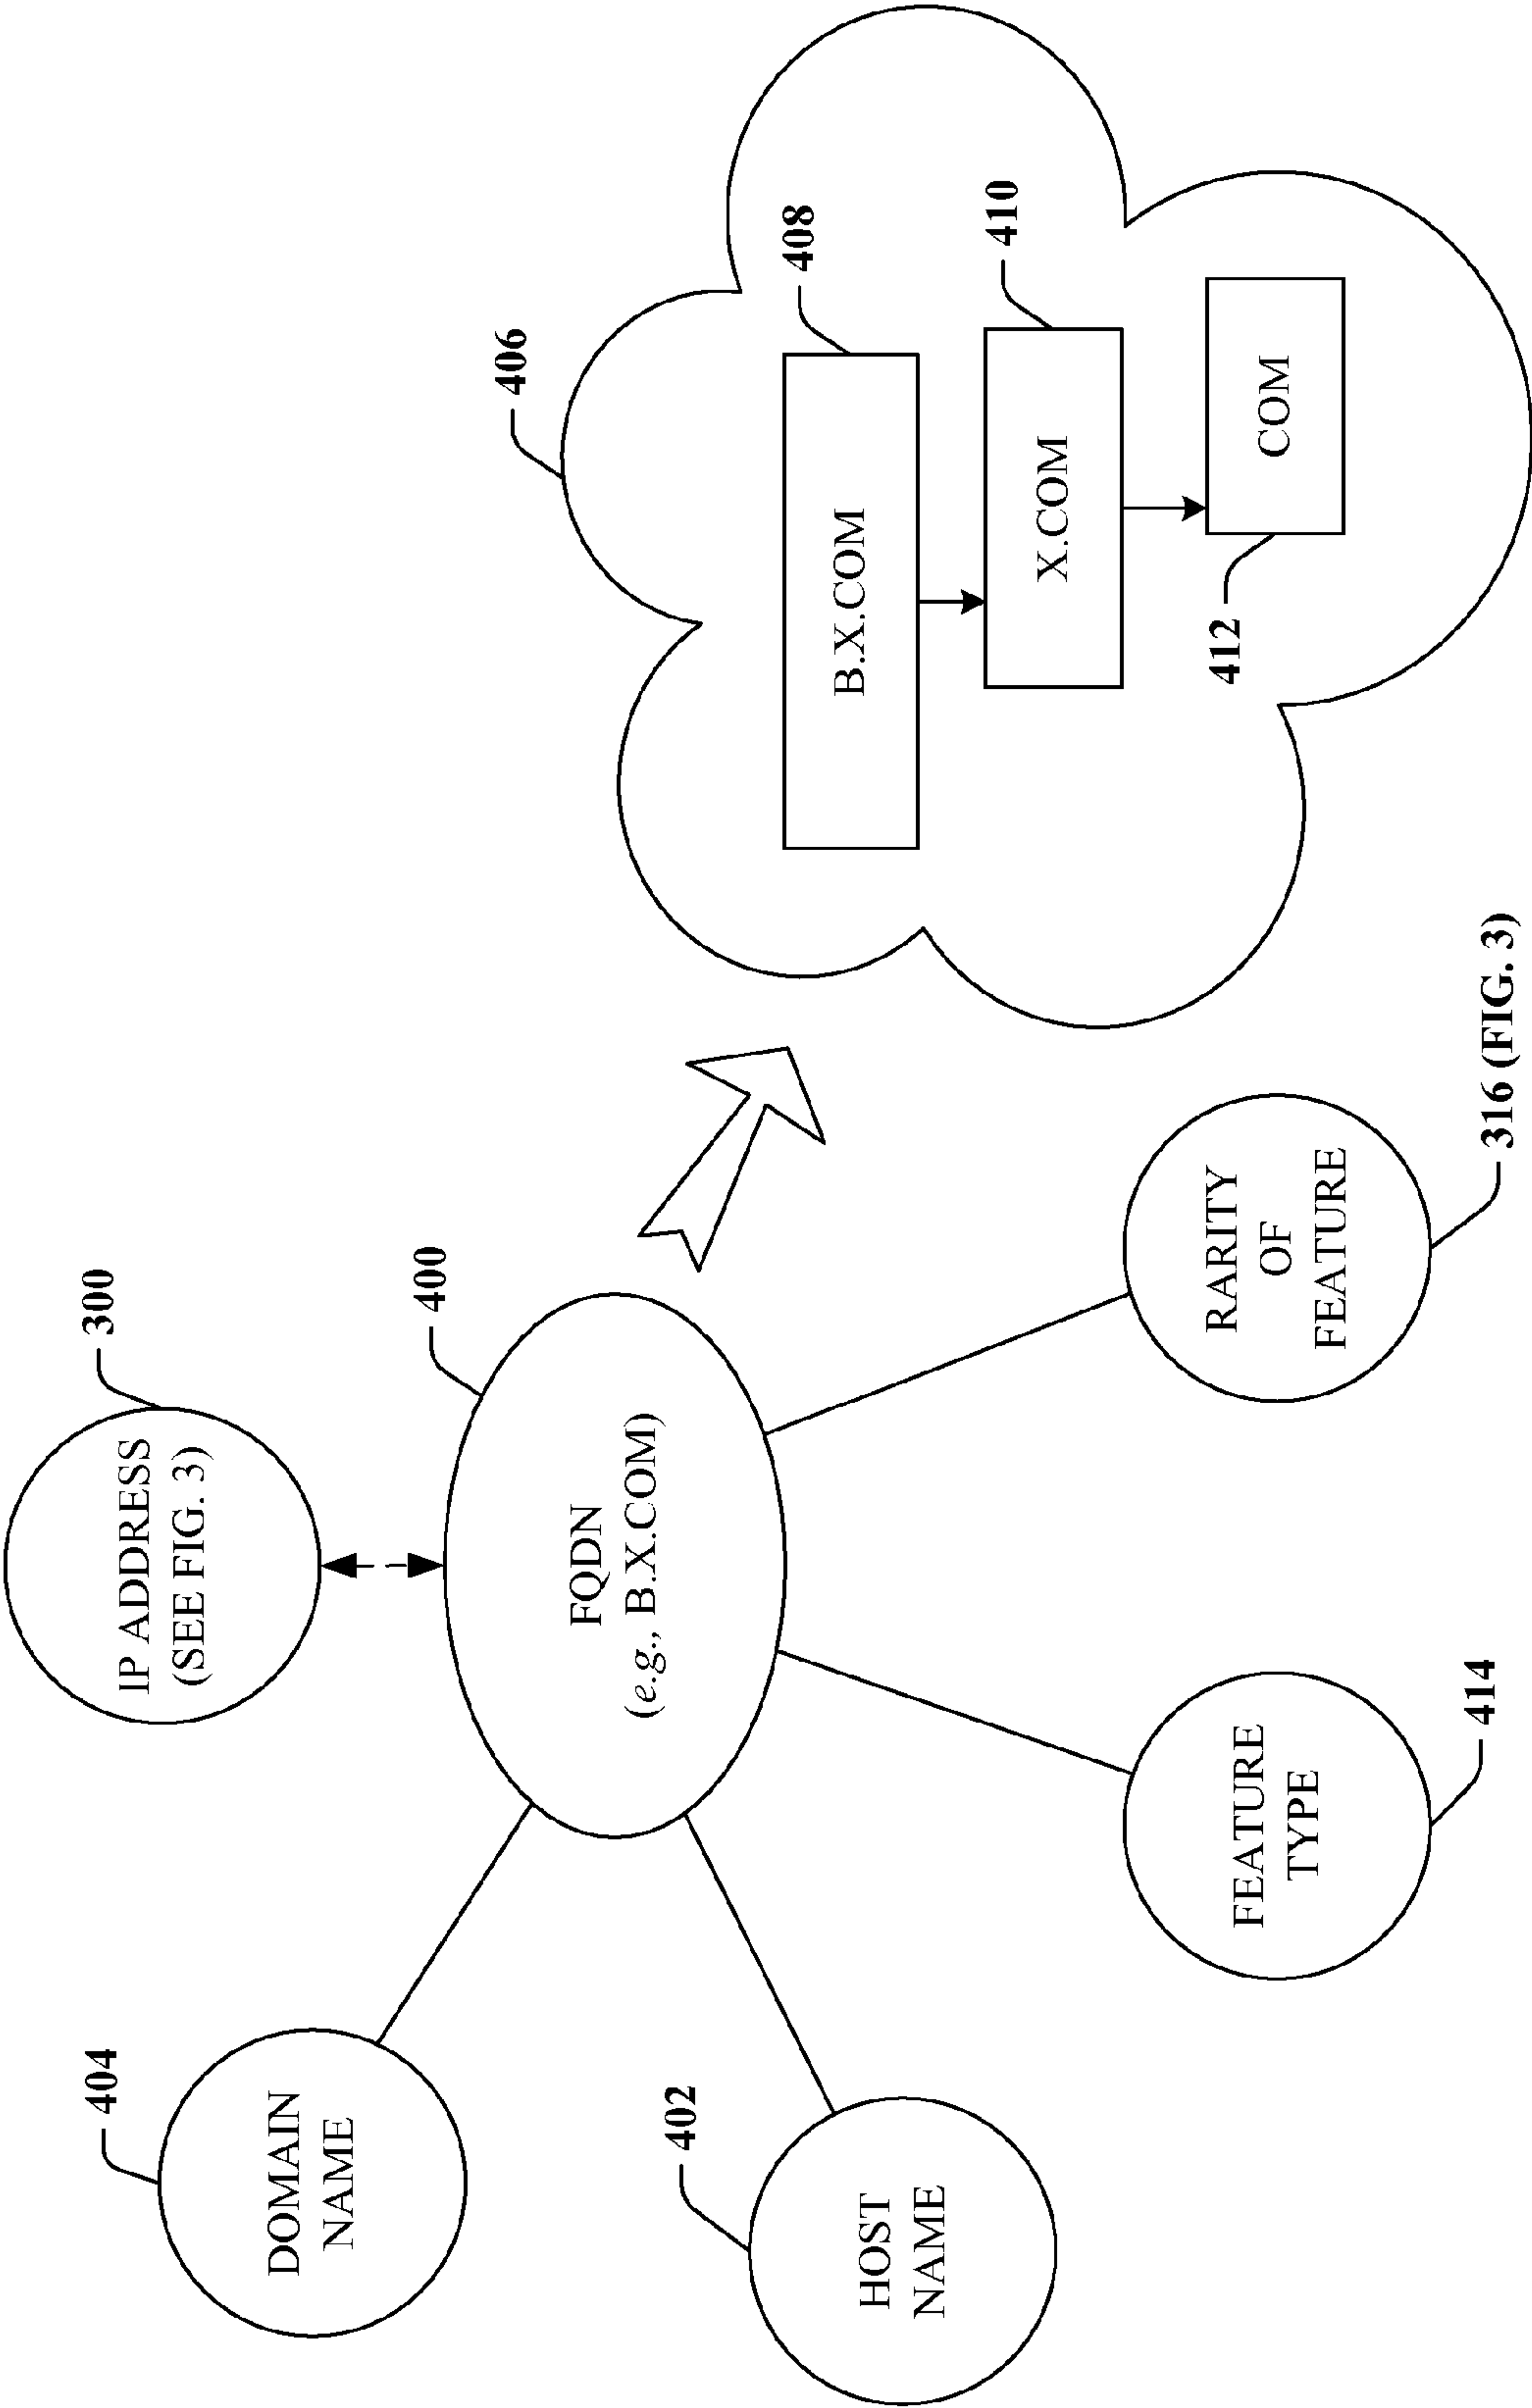 300
IP ADDRESS
(SEE FIG. 3)
404
DOMAIN
NAME
400
FQDN
(e.g., B.X.COM)
406
402
HOST
NAME
408
B.X.COM
410
X.COM
412
COM
FEATURE
TYPE
414
RARITY
OF
FEATURE
316 (FIG. 3)